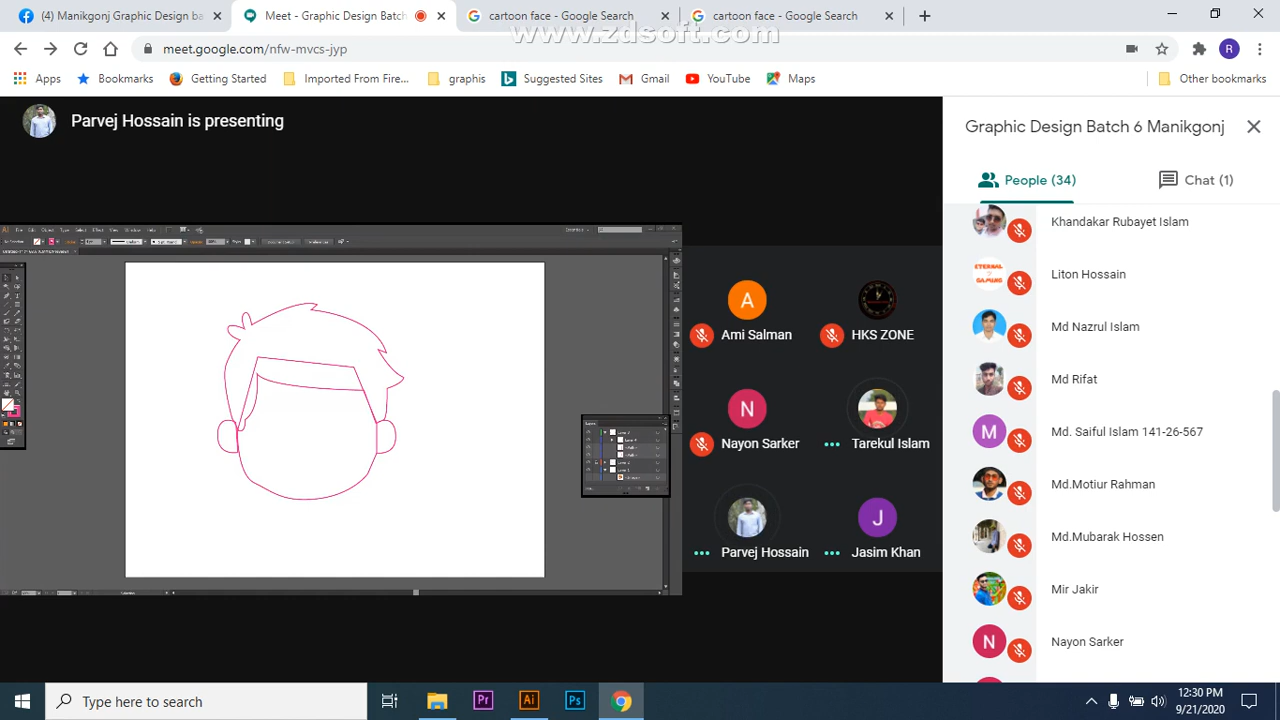 (4) Manikgonj Graphic Design ba
Meet - Graphic Design Batch
cartoon face - Google Search
cartoon face - Google Search
www.zdsoft.com
meet.google.com/nfw-mvcs-jyp
R
Apps
Bookmarks
Getting Started
Imported From Fire...
graphis
Suggested Sites
Gmail
YouTube
Maps
Other bookmarks
Parvej Hossain is presenting
Graphic Design Batch 6 Manikgonj
People (34)
Chat (1)
Khandakar Rubayet Islam
ETERNAL
GAMING
Liton Hossain
Md Nazrul Islam
Md Rifat
M
Md. Saiful Islam 141-26-567
Md.Motiur Rahman
Md.Mubarak Hossen
Mir Jakir
N
Nayon Sarker
A
Ami Salman
HKS ZONE
N
Nayon Sarker
Tarekul Islam
Parvej Hossain
J
Jasim Khan
Type here to search
Pr
Ai
Ps
12:30 PM
9/21/2020